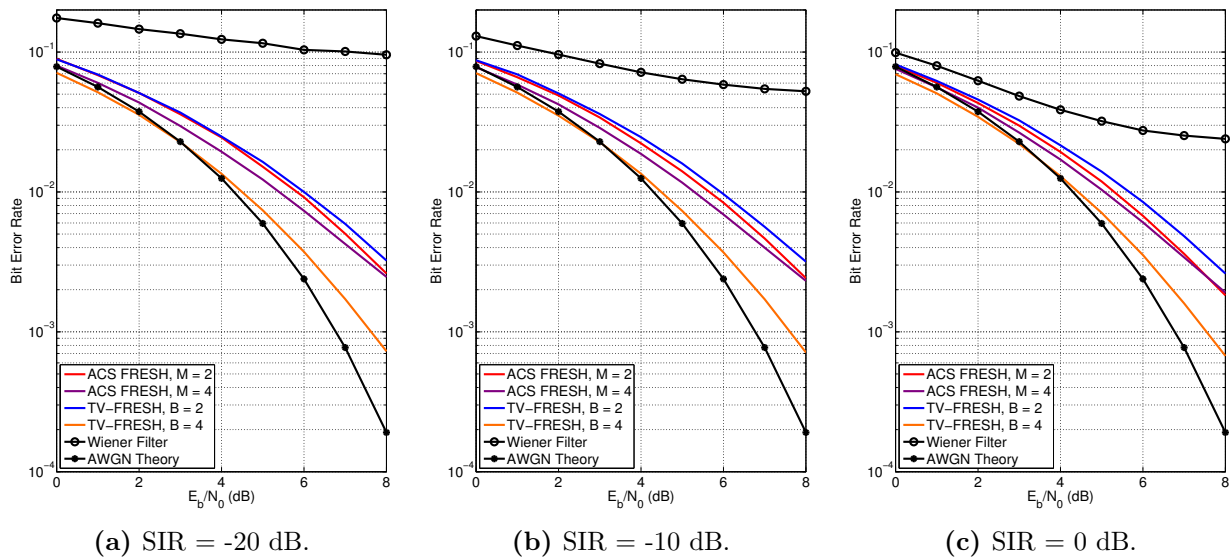 Bit Error Rate
10⁻¹
10⁻²
10⁻³
10⁻⁴
ACS FRESH, M = 2
ACS FRESH, M = 4
TV−FRESH, B = 2
TV−FRESH, B = 4
Wiener Filter
AWGN Theory
0 2 4 6 8
E_b/N_0 (dB)
(a) SIR = -20 dB.
Bit Error Rate
10⁻¹
10⁻²
10⁻³
10⁻⁴
ACS FRESH, M = 2
ACS FRESH, M = 4
TV−FRESH, B = 2
TV−FRESH, B = 4
Wiener Filter
AWGN Theory
0 2 4 6 8
E_b/N_0 (dB)
(b) SIR = -10 dB.
Bit Error Rate
10⁻¹
10⁻²
10⁻³
10⁻⁴
ACS FRESH, M = 2
ACS FRESH, M = 4
TV−FRESH, B = 2
TV−FRESH, B = 4
Wiener Filter
AWGN Theory
0 2 4 6 8
E_b/N_0 (dB)
(c) SIR = 0 dB.